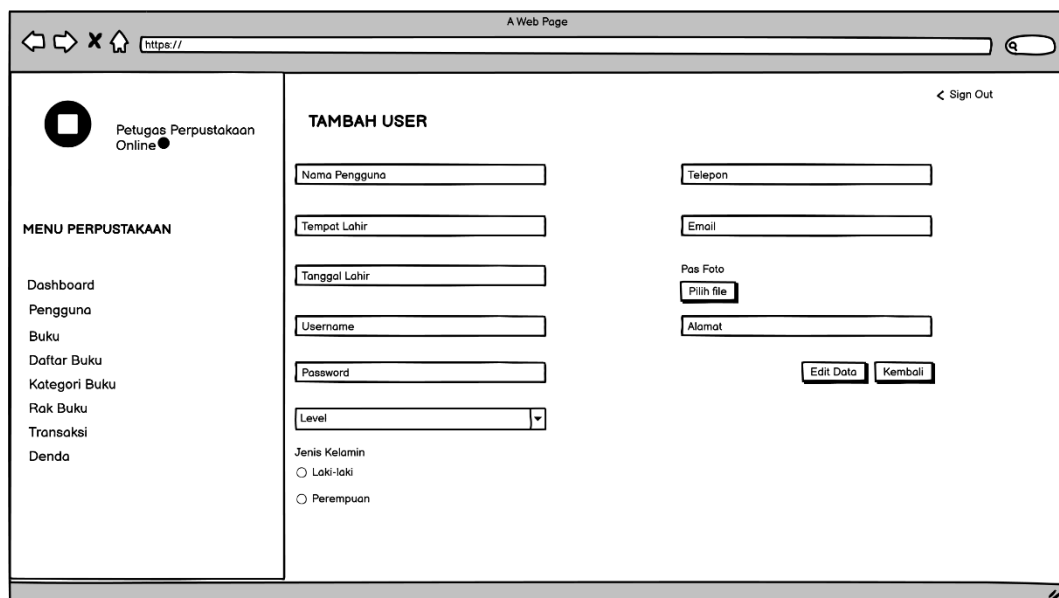 A Web Page
https://
Sign Out
Petugas Perpustakaan
Online
MENU PERPUSTAKAAN
Dashboard
Pengguna
Buku
Daftar Buku
Kategori Buku
Rak Buku
Transaksi
Denda
TAMBAH USER
Nama Pengguna
Tempat Lahir
Tanggal Lahir
Username
Password
Level
Jenis Kelamin
Laki-laki
Perempuan
Telepon
Email
Pas Foto
Pilih file
Alamat
Edit Data
Kembali